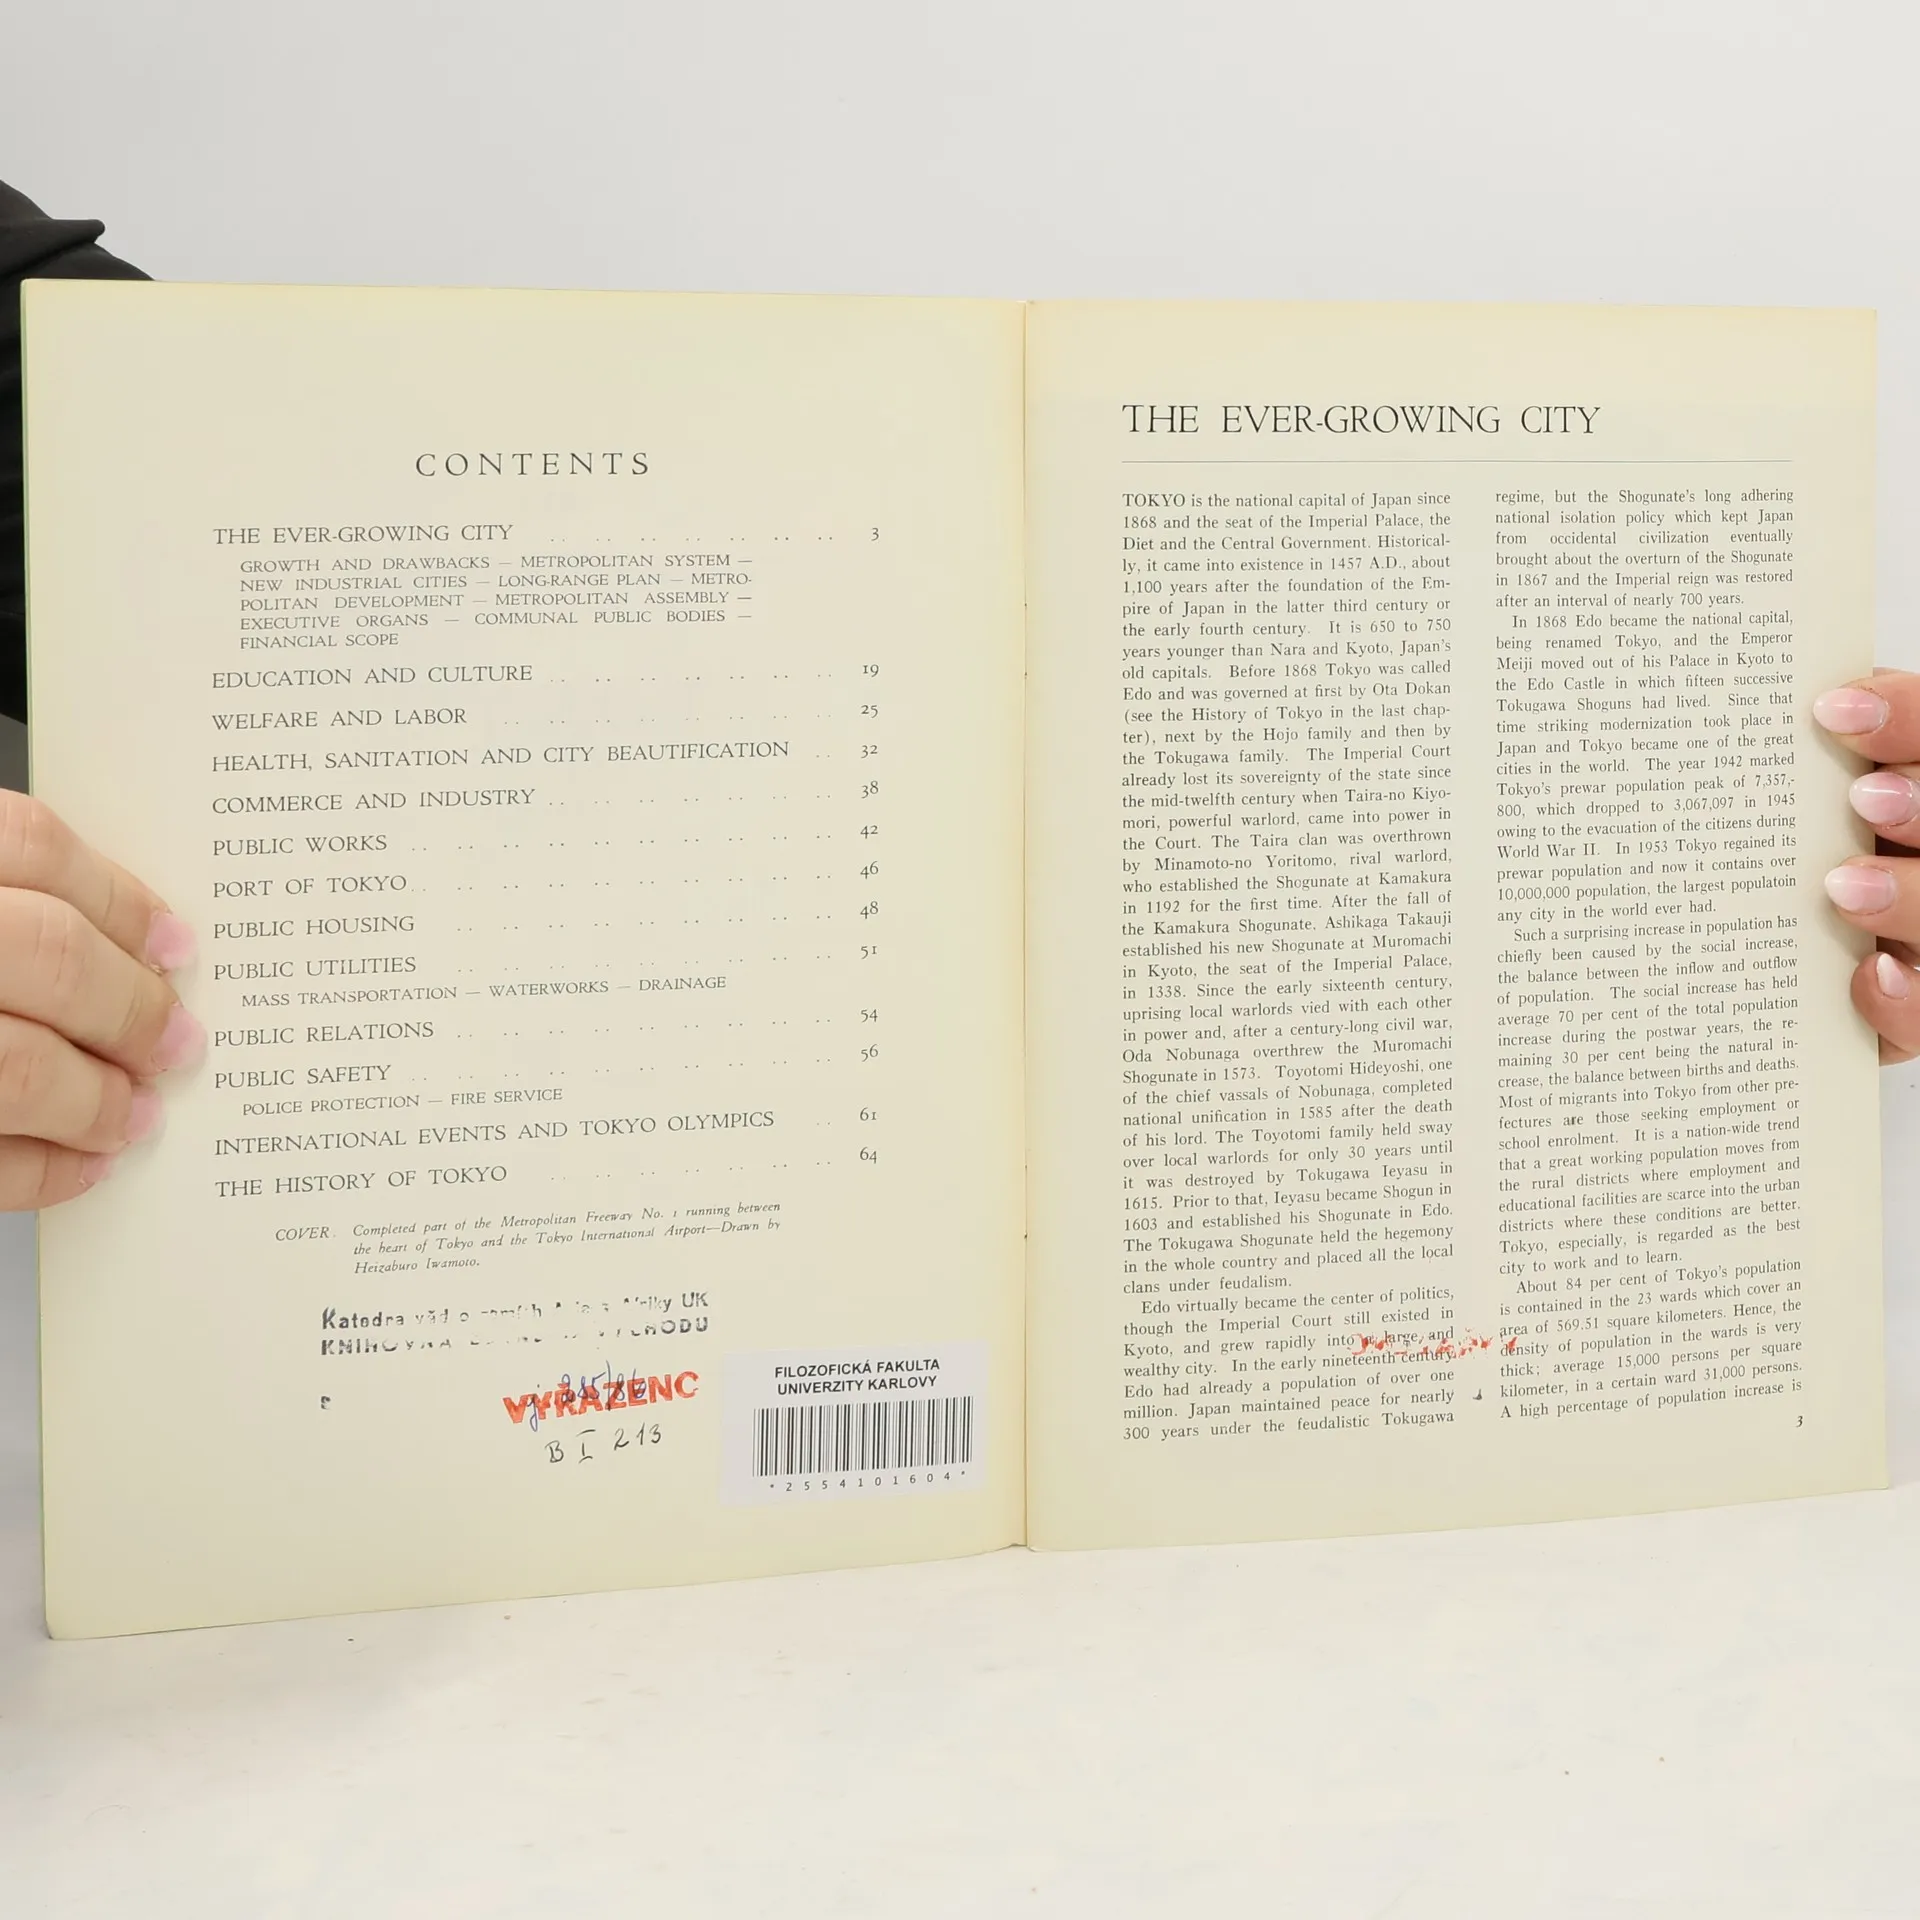 CONTENTS
THE EVER-GROWING CITY .. .. .. .. .. .. .. 3
GROWTH AND DRAWBACKS — METROPOLITAN SYSTEM —
NEW INDUSTRIAL CITIES — LONG-RANGE PLAN — METRO-
POLITAN DEVELOPMENT — METROPOLITAN ASSEMBLY —
EXECUTIVE ORGANS — COMMUNAL PUBLIC BODIES —
FINANCIAL SCOPE
EDUCATION AND CULTURE .. .. .. .. .. .. .. 19
WELFARE AND LABOR .. .. .. .. .. .. .. .. 25
HEALTH, SANITATION AND CITY BEAUTIFICATION .. 32
COMMERCE AND INDUSTRY .. .. .. .. .. .. .. 38
PUBLIC WORKS .. .. .. .. .. .. .. .. .. .. 42
PORT OF TOKYO .. .. .. .. .. .. .. .. .. .. 46
PUBLIC HOUSING .. .. .. .. .. .. .. .. .. 48
PUBLIC UTILITIES .. .. .. .. .. .. .. .. .. 51
MASS TRANSPORTATION — WATERWORKS — DRAINAGE
PUBLIC RELATIONS .. .. .. .. .. .. .. .. .. 54
PUBLIC SAFETY .. .. .. .. .. .. .. .. .. .. 56
POLICE PROTECTION — FIRE SERVICE
INTERNATIONAL EVENTS AND TOKYO OLYMPICS .. 61
THE HISTORY OF TOKYO .. .. .. .. .. .. .. 64
COVER. Completed part of the Metropolitan Freeway No. 1 running between
the heart of Tokyo and the Tokyo International Airport—Drawn by
Heizaburo Iwamoto.
Katedra věd o Afriky UK
KNIHOVNA VÝCHODU
VYŘAZENO
B I 213
FILOZOFICKÁ FAKULTA
UNIVERZITY KARLOVY
*2554101604*
THE EVER-GROWING CITY
TOKYO is the national capital of Japan since
1868 and the seat of the Imperial Palace, the
Diet and the Central Government. Historical-
ly, it came into existence in 1457 A.D., about
1,100 years after the foundation of the Em-
pire of Japan in the latter third century or
the early fourth century. It is 650 to 750
years younger than Nara and Kyoto, Japan's
old capitals. Before 1868 Tokyo was called
Edo and was governed at first by Ota Dokan
(see the History of Tokyo in the last chap-
ter), next by the Hojo family and then by
the Tokugawa family. The Imperial Court
already lost its sovereignty of the state since
the mid-twelfth century when Taira-no Kiyo-
mori, powerful warlord, came into power in
the Court. The Taira clan was overthrown
by Minamoto-no Yoritomo, rival warlord,
who established the Shogunate at Kamakura
in 1192 for the first time. After the fall of
the Kamakura Shogunate, Ashikaga Takauji
established his new Shogunate at Muromachi
in Kyoto, the seat of the Imperial Palace,
in 1338. Since the early sixteenth century,
uprising local warlords vied with each other
in power and, after a century-long civil war,
Oda Nobunaga overthrew the Muromachi
Shogunate in 1573. Toyotomi Hideyoshi, one
of the chief vassals of Nobunaga, completed
national unification in 1585 after the death
of his lord. The Toyotomi family held sway
over local warlords for only 30 years until
it was destroyed by Tokugawa Ieyasu in
1615. Prior to that, Ieyasu became Shogun in
1603 and established his Shogunate in Edo.
The Tokugawa Shogunate held the hegemony
in the whole country and placed all the local
clans under feudalism.
Edo virtually became the center of politics,
though the Imperial Court still existed in
Kyoto, and grew rapidly into a large and
wealthy city. In the early nineteenth century,
Edo had already a population of over one
million. Japan maintained peace for nearly
300 years under the feudalistic Tokugawa
regime, but the Shogunate's long adhering
national isolation policy which kept Japan
from occidental civilization eventually
brought about the overturn of the Shogunate
in 1867 and the Imperial reign was restored
after an interval of nearly 700 years.
In 1868 Edo became the national capital,
being renamed Tokyo, and the Emperor
Meiji moved out of his Palace in Kyoto to
the Edo Castle in which fifteen successive
Tokugawa Shoguns had lived. Since that
time striking modernization took place in
Japan and Tokyo became one of the great
cities in the world. The year 1942 marked
Tokyo's prewar population peak of 7,357,-
800, which dropped to 3,067,097 in 1945
owing to the evacuation of the citizens during
World War II. In 1953 Tokyo regained its
prewar population and now it contains over
10,000,000 population, the largest populatoin
any city in the world ever had.
Such a surprising increase in population has
chiefly been caused by the social increase,
the balance between the inflow and outflow
of population. The social increase has held
average 70 per cent of the total population
increase during the postwar years, the re-
maining 30 per cent being the natural in-
crease, the balance between births and deaths.
Most of migrants into Tokyo from other pre-
fectures are those seeking employment or
school enrolment. It is a nation-wide trend
that a great working population moves from
the rural districts where employment and
educational facilities are scarce into the urban
districts where these conditions are better.
Tokyo, especially, is regarded as the best
city to work and to learn.
About 84 per cent of Tokyo's population
is contained in the 23 wards which cover an
area of 569.51 square kilometers. Hence, the
density of population in the wards is very
thick; average 15,000 persons per square
kilometer, in a certain ward 31,000 persons.
A high percentage of population increase is
3